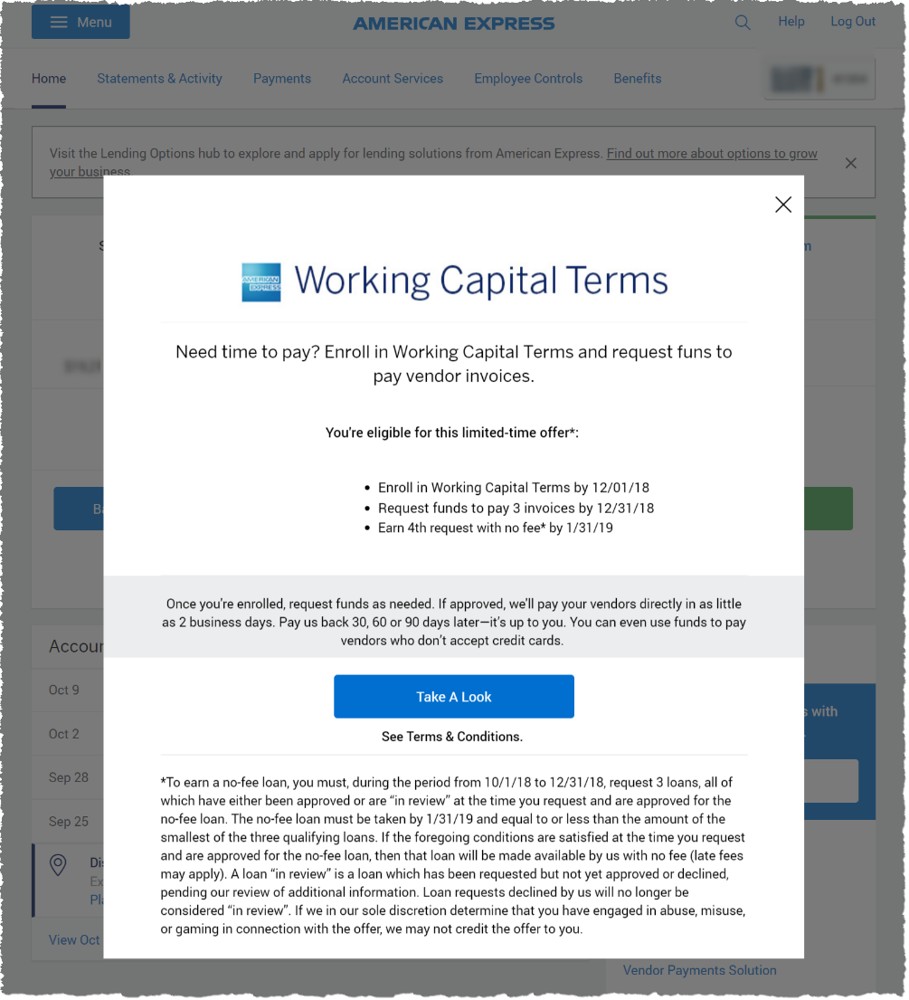 Menu
AMERICAN EXPRESS
Help
Log Out
Home
Statements & Activity
Payments
Account Services
Employee Controls
Benefits
Visit the Lending Options hub to explore and apply for lending solutions from American Express. Find out more about options to grow
your business
AMERICAN
EXPRESS
Working Capital Terms
Need time to pay? Enroll in Working Capital Terms and request funs to
pay vendor invoices.
You're eligible for this limited-time offer*:
• Enroll in Working Capital Terms by 12/01/18
• Request funds to pay 3 invoices by 12/31/18
• Earn 4th request with no fee* by 1/31/19
Once you're enrolled, request funds as needed. If approved, we'll pay your vendors directly in as little
as 2 business days. Pay us back 30, 60 or 90 days later—it's up to you. You can even use funds to pay
vendors who don't accept credit cards.
Take A Look
See Terms & Conditions.
*To earn a no-fee loan, you must, during the period from 10/1/18 to 12/31/18, request 3 loans, all of
which have either been approved or are “in review” at the time you request and are approved for the
no-fee loan. The no-fee loan must be taken by 1/31/19 and equal to or less than the amount of the
smallest of the three qualifying loans. If the foregoing conditions are satisfied at the time you request
and are approved for the no-fee loan, then that loan will be made available by us with no fee (late fees
may apply). A loan “in review” is a loan which has been requested but not yet approved or declined,
pending our review of additional information. Loan requests declined by us will no longer be
considered “in review”. If we in our sole discretion determine that you have engaged in abuse, misuse,
or gaming in connection with the offer, we may not credit the offer to you.
Oct 9
Oct 2
Sep 28
Sep 25
View Oct
with
Vendor Payments Solution